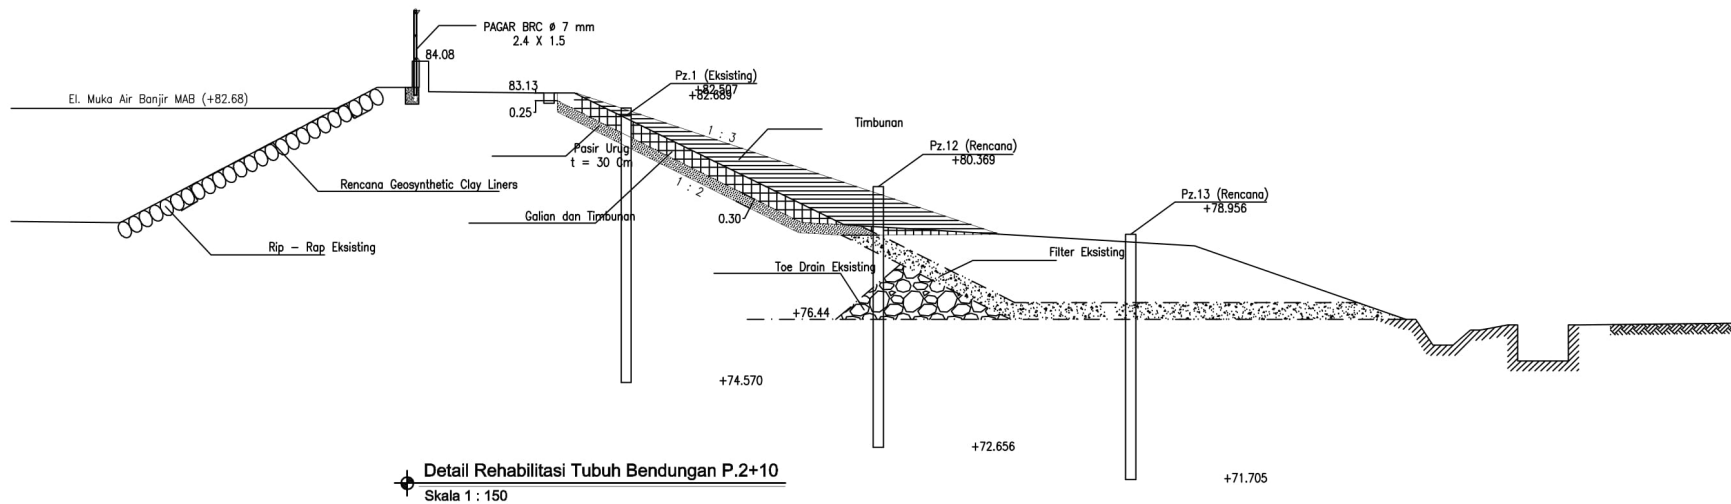 PAGAR BRC ø 7 mm
2.4 X 1.5
84.08
El. Muka Air Banjir MAB (+82.68)
83.13
0.25
Pz.1 (Eksisting)
+82.507
+82.689
1 : 3
Timbunan
Pasir Urug
t = 30 Cm
1 : 2
Pz.12 (Rencana)
+80.369
Rencana Geosynthetic Clay Liners
Galian dan Timbunan
0.30
Pz.13 (Rencana)
+78.956
Rip - Rap Eksisting
Toe Drain Eksisting
Filter Eksisting
+76.44
+74.570
+72.656
+71.705
Detail Rehabilitasi Tubuh Bendungan P.2+10
Skala 1 : 150